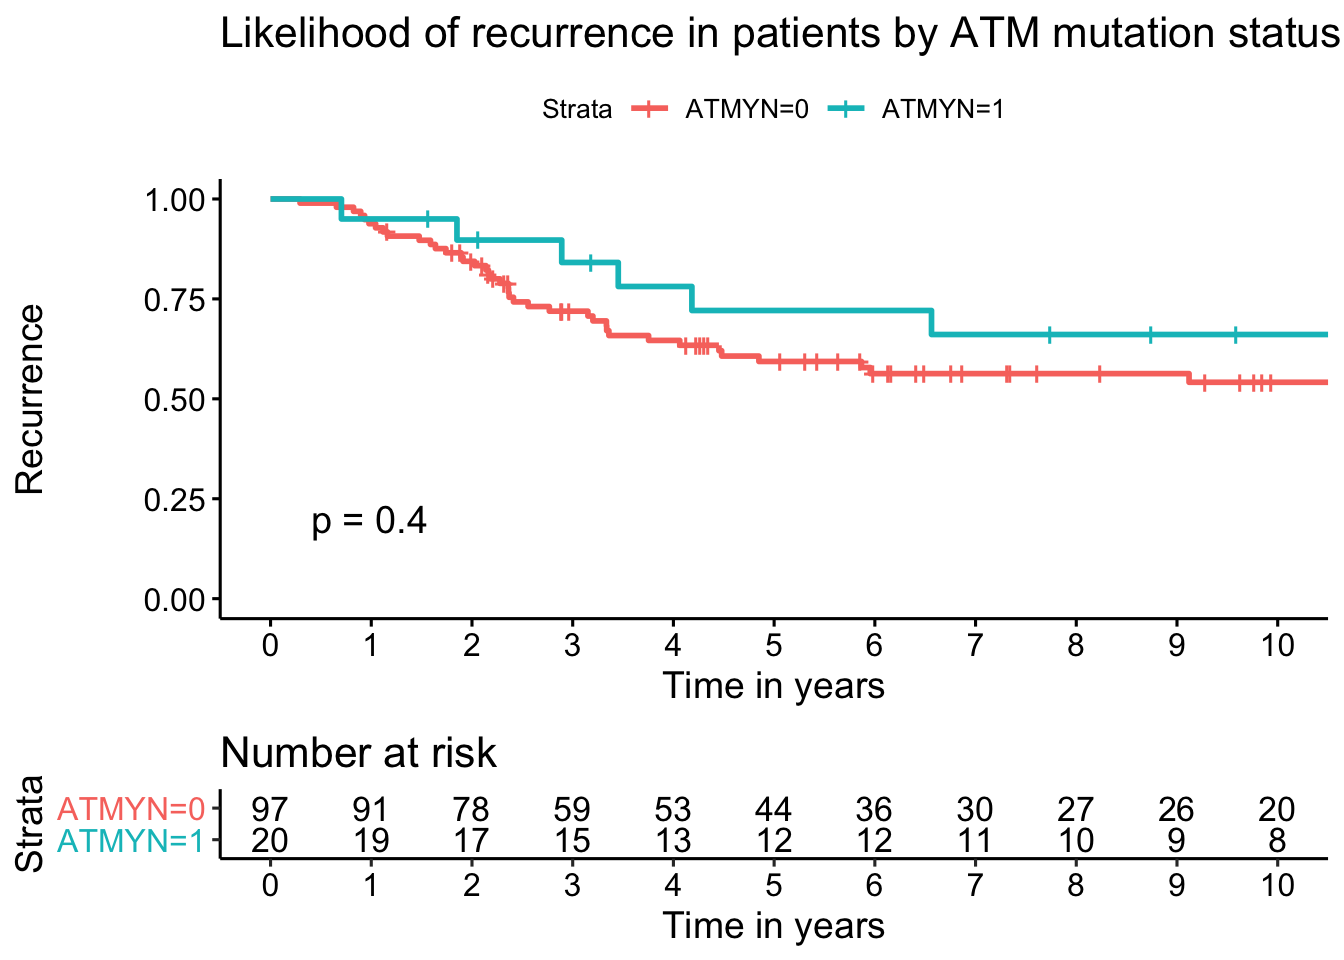 Likelihood of recurrence in patients by ATM mutation status
Strata ATMYN=0 ATMYN=1
Recurrence
1.00
0.75
0.50
0.25
0.00
p = 0.4
0 1 2 3 4 5 6 7 8 9 10
Time in years
Number at risk
Strata
ATMYN=0 97 91 78 59 53 44 36 30 27 26 20
ATMYN=1 20 19 17 15 13 12 12 11 10 9 8
0 1 2 3 4 5 6 7 8 9 10
Time in years